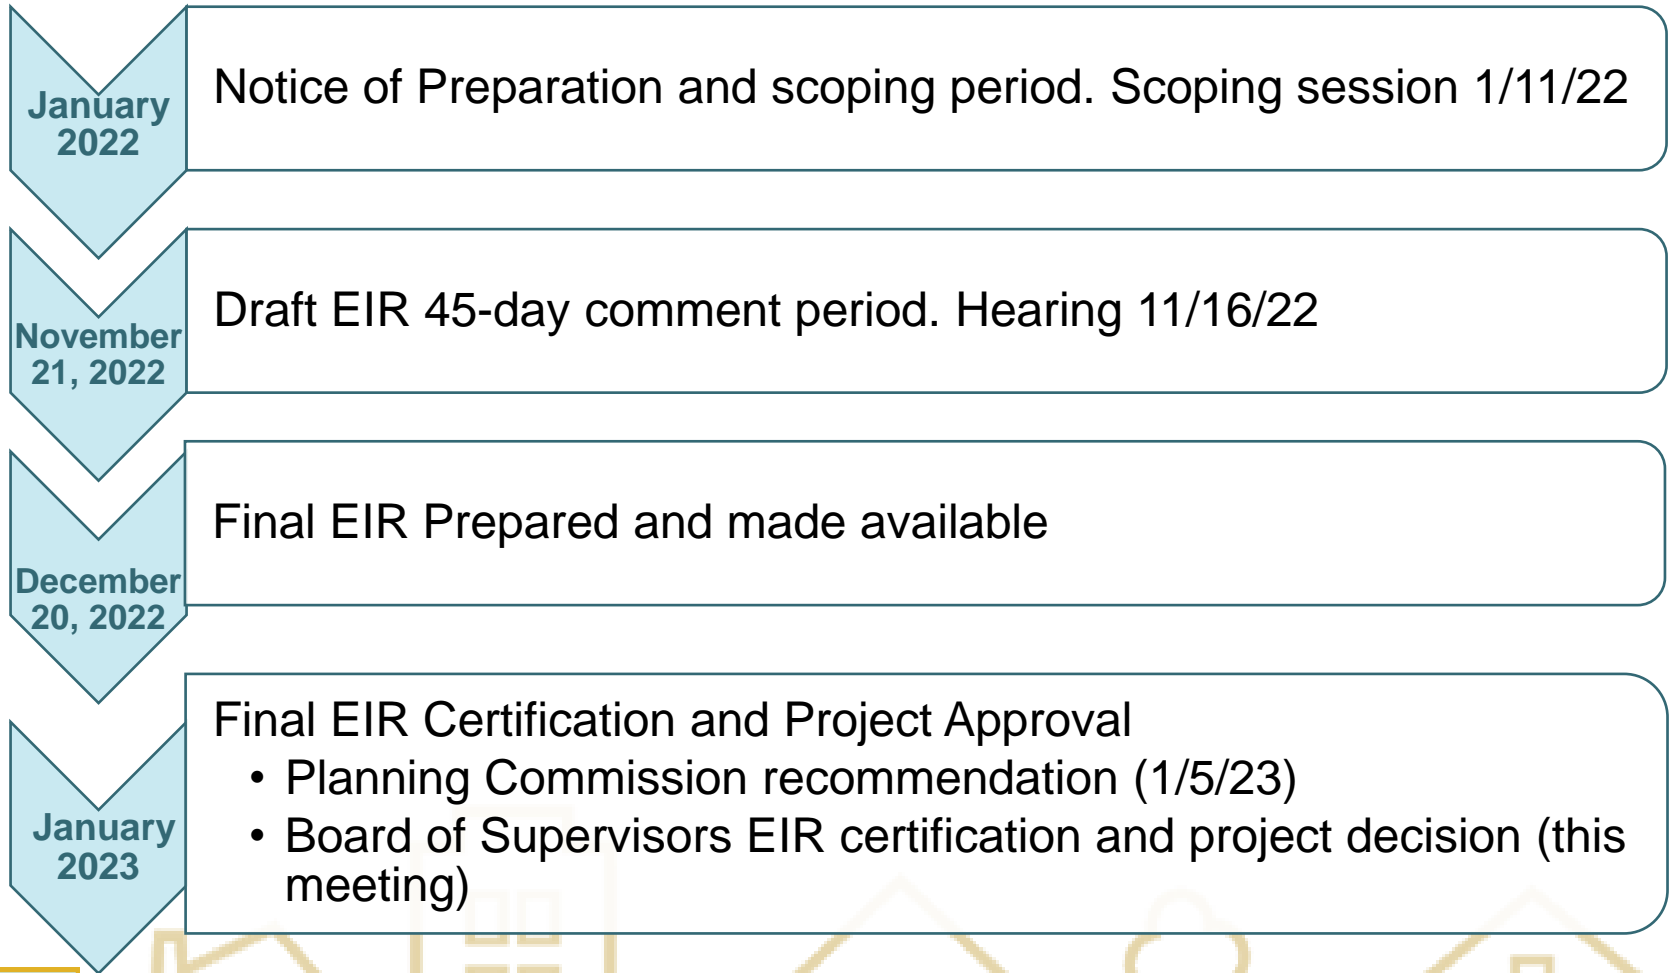 January
2022
Notice of Preparation and scoping period. Scoping session 1/11/22
November
21, 2022
Draft EIR 45-day comment period. Hearing 11/16/22
December
20, 2022
Final EIR Prepared and made available
January
2023
Final EIR Certification and Project Approval
• Planning Commission recommendation (1/5/23)
• Board of Supervisors EIR certification and project decision (this
meeting)